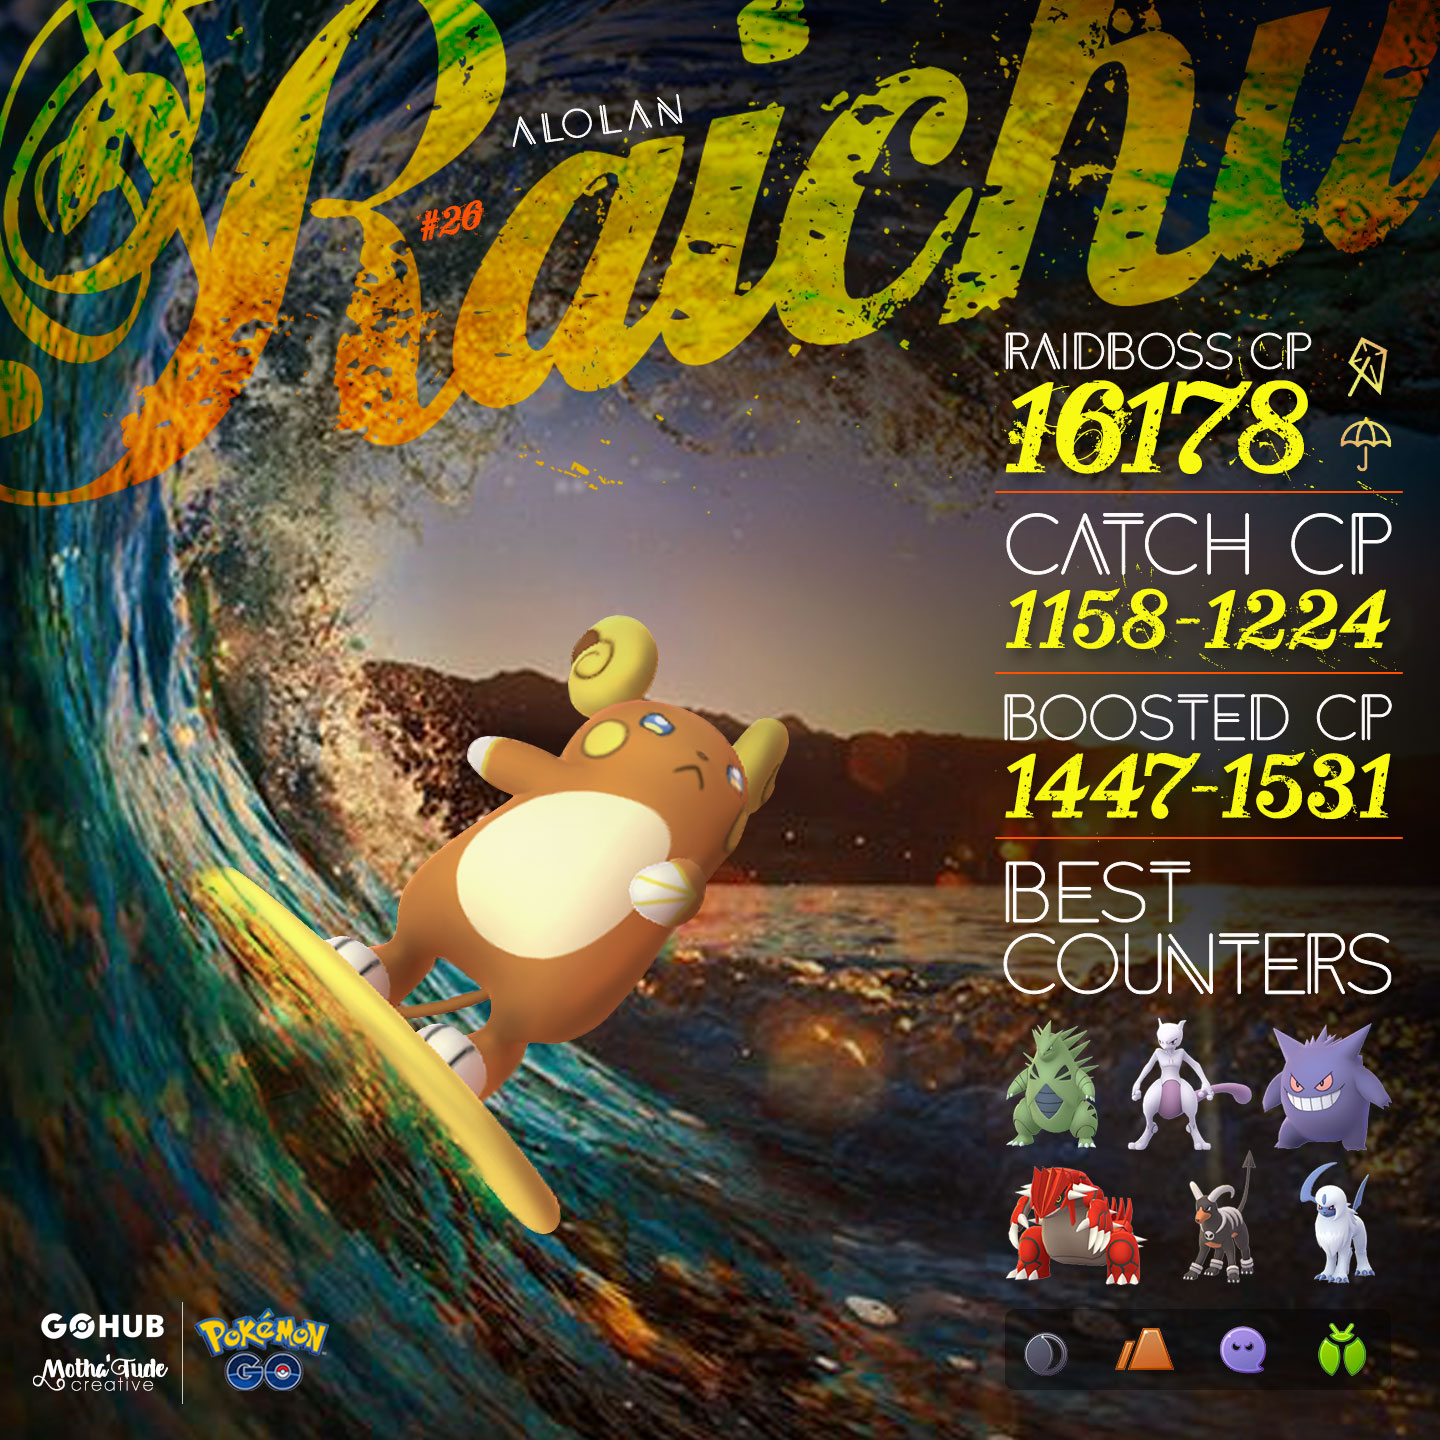 ALOLAN
Raichu
#26
RAIDBOSS CP
16178
CATCH CP
1158-1224
BOOSTED CP
1447-1531
BEST
COUNTERS
GOHUB
Motha'Tude
creative
POKéMON
GO